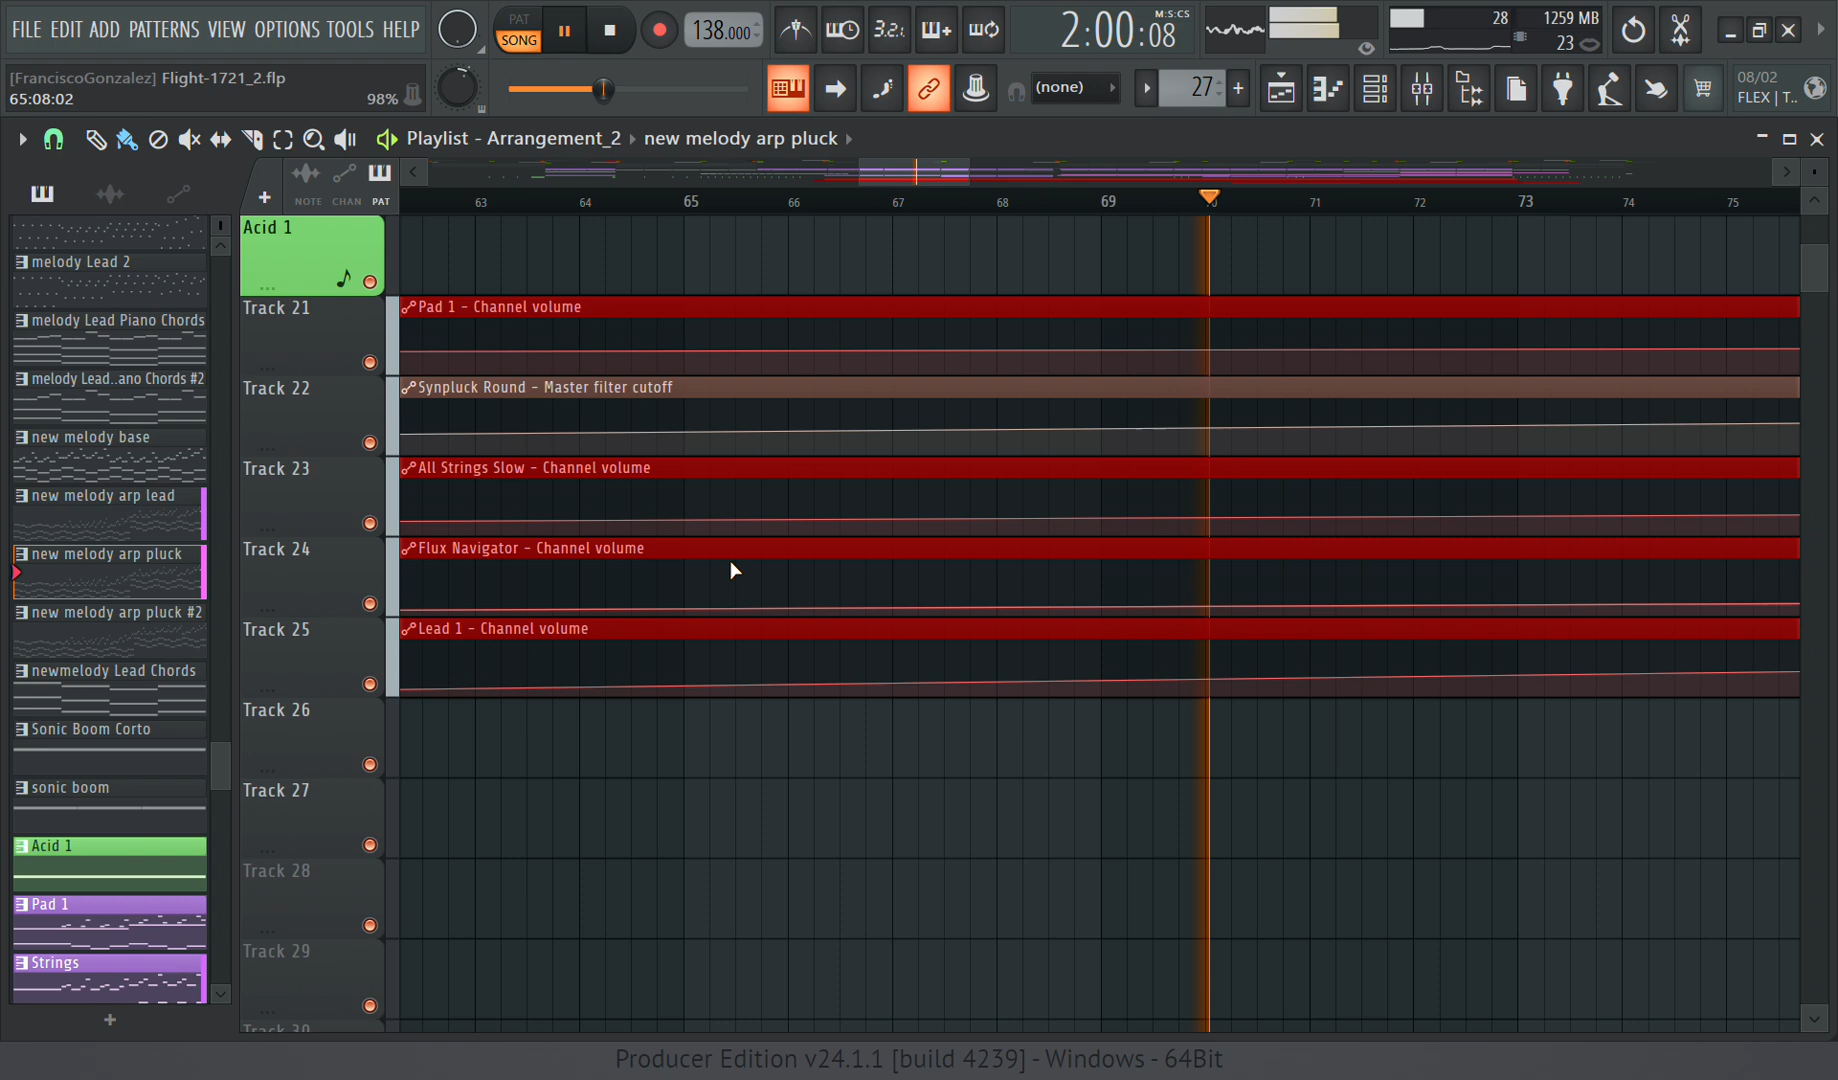 FILE EDIT ADD PATTERNS VIEW OPTIONS TOOLS HELP
PAT
SONG
138.000
3.2.
2:00:08
M:S:CS
28
1259 MB
23
[FranciscoGonzalez] Flight-1721_2.flp
65:08:02
98%
(none)
27
08/02
FLEX | T..
Playlist - Arrangement_2 new melody arp pluck
NOTE CHAN PAT
63 64 65 66 67 68 69 71 72 73 74 75
melody Lead 2
melody Lead Piano Chords
melody Lead..ano Chords #2
new melody base
new melody arp lead
new melody arp pluck
new melody arp pluck #2
newmelody Lead Chords
Sonic Boom Corto
sonic boom
Acid 1
Pad 1
Strings
Acid 1
Track 21
Pad 1 - Channel volume
Track 22
Synpluck Round - Master filter cutoff
Track 23
All Strings Slow - Channel volume
Track 24
Flux Navigator - Channel volume
Track 25
Lead 1 - Channel volume
Track 26
Track 27
Track 28
Track 29
Track 30
Producer Edition v24.1.1 [build 4239] - Windows - 64Bit